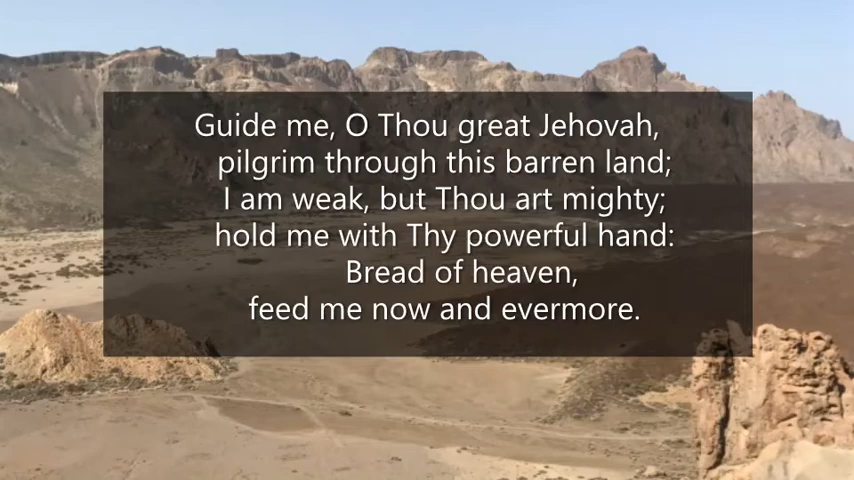 Guide me, O Thou great Jehovah,
pilgrim through this barren land;
I am weak, but Thou art mighty;
hold me with Thy powerful hand:
Bread of heaven,
feed me now and evermore.